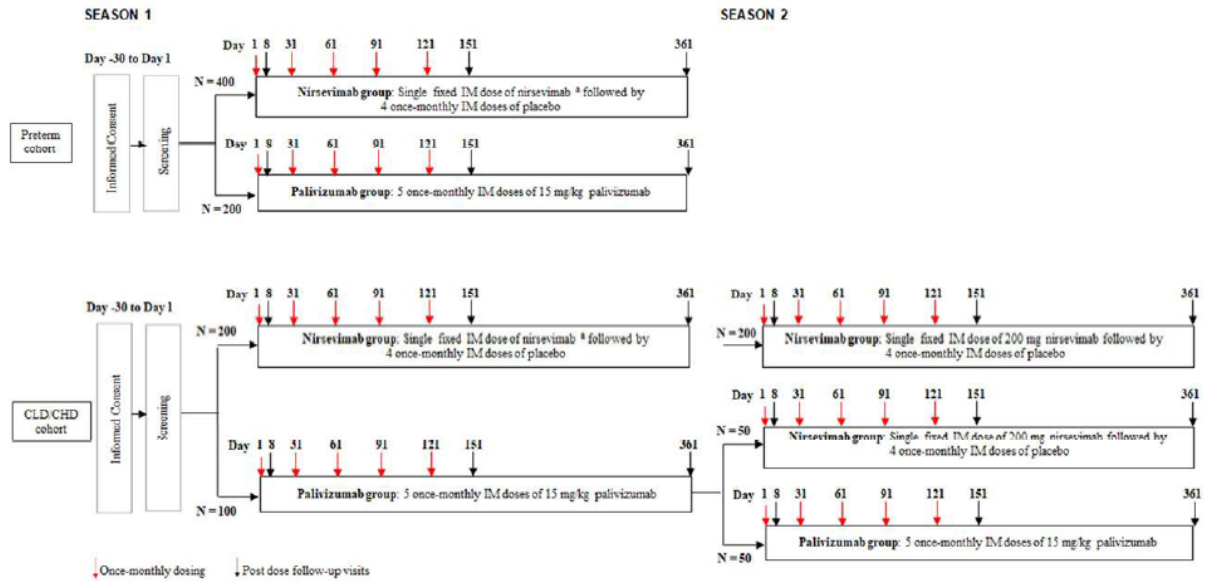 SEASON 1
SEASON 2
Day -30 to Day 1
Day 1 8 31 61 91 121 151 361
N = 400
Nirsevimab group: Single fixed IM dose of nirsevimab a followed by
4 once-monthly IM doses of placebo
Preterm
cohort
Informed Consent
Screening
Day 1 8 31 61 91 121 151 361
Palivizumab group: 5 once-monthly IM doses of 15 mg/kg palivizumab
N = 200
Day -30 to Day 1
Day 1 8 31 61 91 121 151 361
N = 200
Nirsevimab group: Single fixed IM dose of nirsevimab a followed by
4 once-monthly IM doses of placebo
Day 1 8 31 61 91 121 151 361
N = 200
Nirsevimab group: Single fixed IM dose of 200 mg nirsevimab followed by
4 once-monthly IM doses of placebo
CLD/CHD
cohort
Informed Consent
Screening
Day 1 8 31 61 91 121 151 361
N = 50
Nirsevimab group: Single fixed IM dose of 200 mg nirsevimab followed by
4 once-monthly IM doses of placebo
Day 1 8 31 61 91 121 151 361
Palivizumab group: 5 once-monthly IM doses of 15 mg/kg palivizumab
N = 100
Day 1 8 31 61 91 121 151 361
Palivizumab group: 5 once-monthly IM doses of 15 mg/kg palivizumab
N = 50
Once-monthly dosing
Post dose follow-up visits